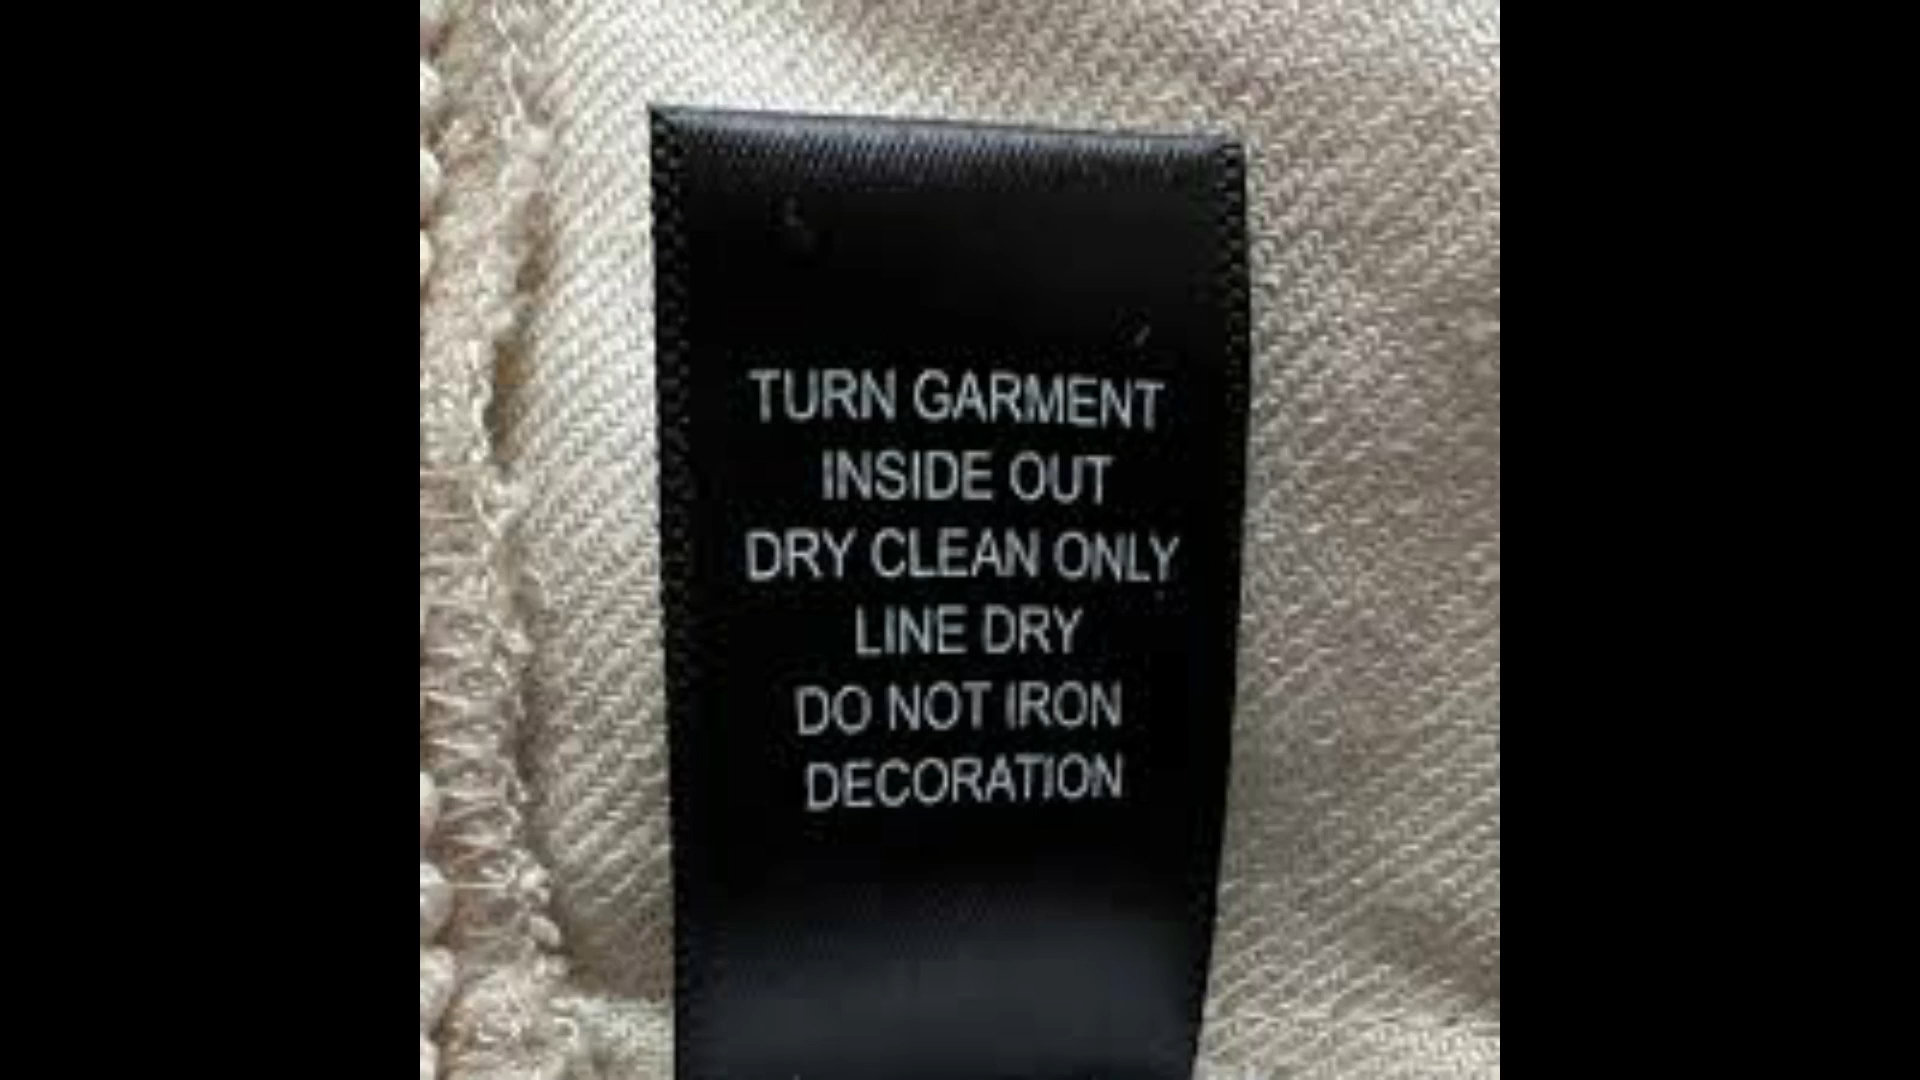 TURN GARMENT
INSIDE OUT
DRY CLEAN ONLY
LINE DRY
DO NOT IRON
DECORATION